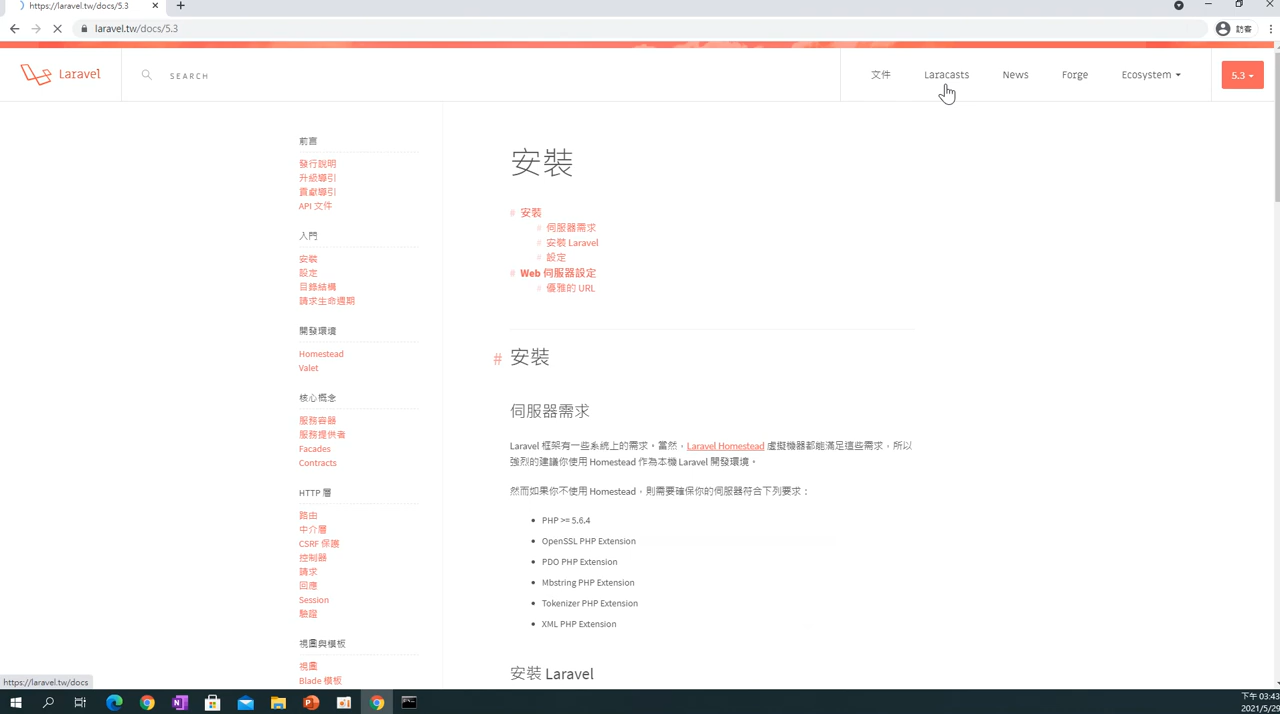 https://laravel.tw/docs/5.3
laravel.tw/docs/5.3
訪客
Laravel
SEARCH
文件
Laracasts
News
Forge
Ecosystem
5.3
前言
發行說明
升級導引
貢獻導引
API 文件
入門
安裝
設定
目錄結構
請求生命週期
開發環境
Homestead
Valet
核心概念
服務容器
服務提供者
Facades
Contracts
HTTP 層
路由
中介層
CSRF 保護
控制器
請求
回應
Session
驗證
視圖與模板
視圖
Blade 模板
安裝
# 安裝
# 伺服器需求
# 安裝 Laravel
# 設定
# Web 伺服器設定
# 優雅的 URL
# 安裝
伺服器需求
Laravel 框架有一些系統上的需求。當然，Laravel Homestead 虛擬機器都能滿足這些需求，所以
強烈的建議你使用 Homestead 作為本機 Laravel 開發環境。
然而如果你不使用 Homestead，則需要確保你的伺服器符合下列要求：
PHP >= 5.6.4
OpenSSL PHP Extension
PDO PHP Extension
Mbstring PHP Extension
Tokenizer PHP Extension
XML PHP Extension
安裝 Laravel
https://laravel.tw/docs
下午 03:43
2021/5/29